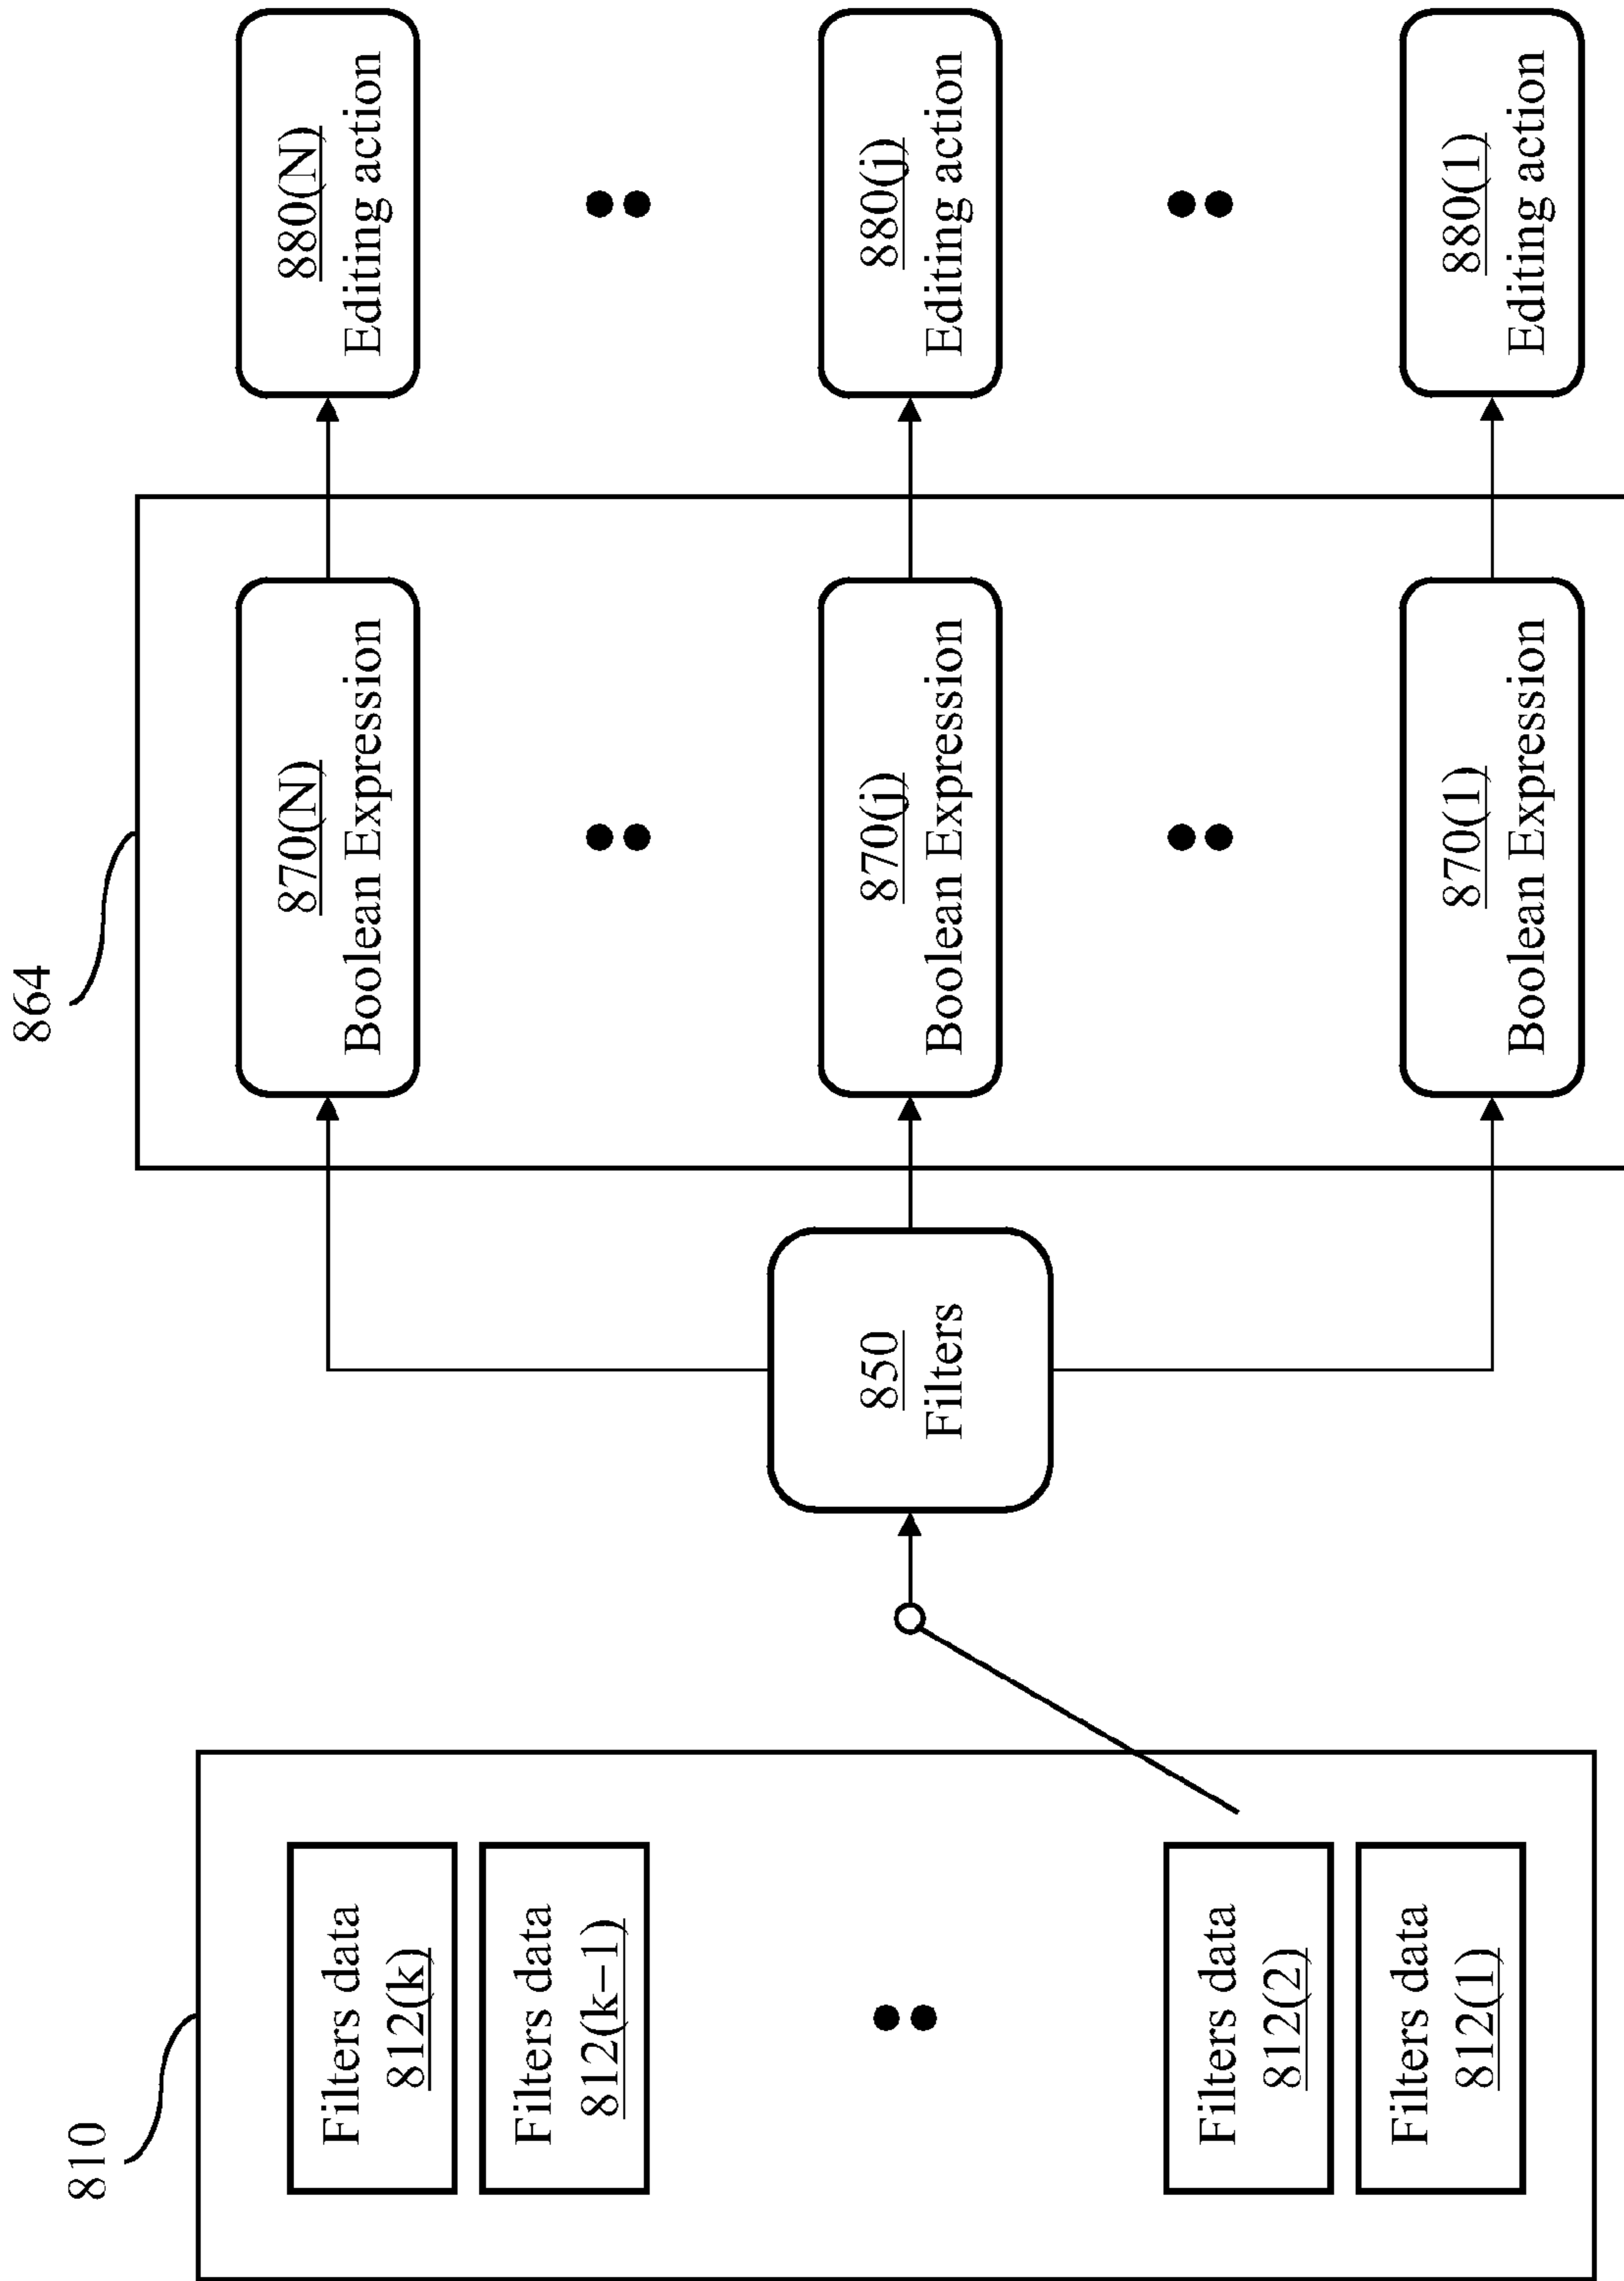 810
Filters data
812(k)
Filters data
812(k−1)
Filters data
812(2)
Filters data
812(1)
850
Filters
864
870(N)
Boolean Expression
870(j)
Boolean Expression
870(1)
Boolean Expression
880(N)
Editing action
880(j)
Editing action
880(1)
Editing action